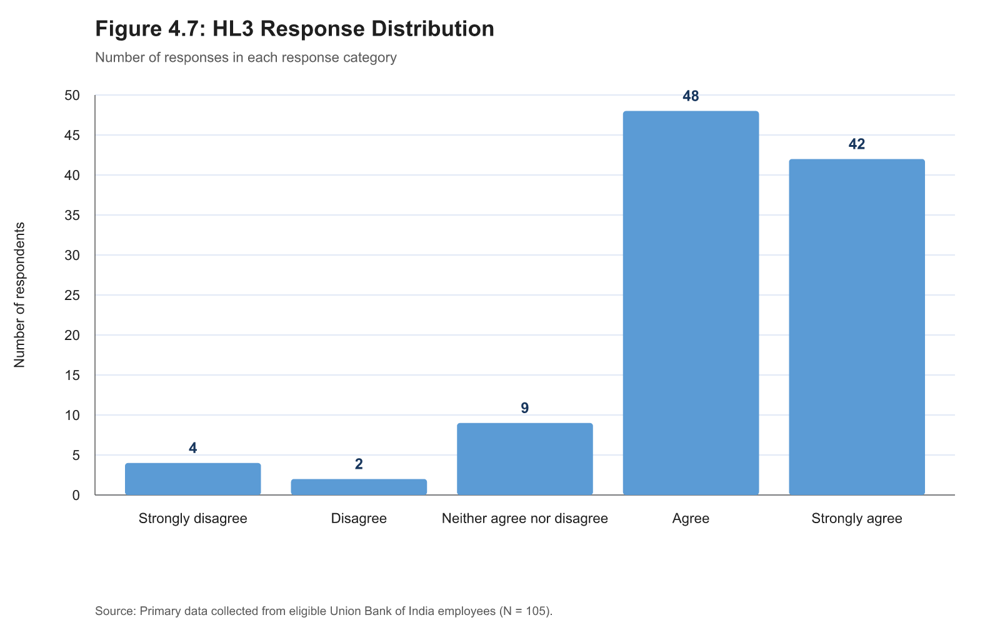 Figure 4.7: HL3 Response Distribution
Number of responses in each response category
Number of respondents
50
45
40
35
30
25
20
15
10
5
0
4
2
9
48
42
Strongly disagree
Disagree
Neither agree nor disagree
Agree
Strongly agree
Source: Primary data collected from eligible Union Bank of India employees (N = 105).